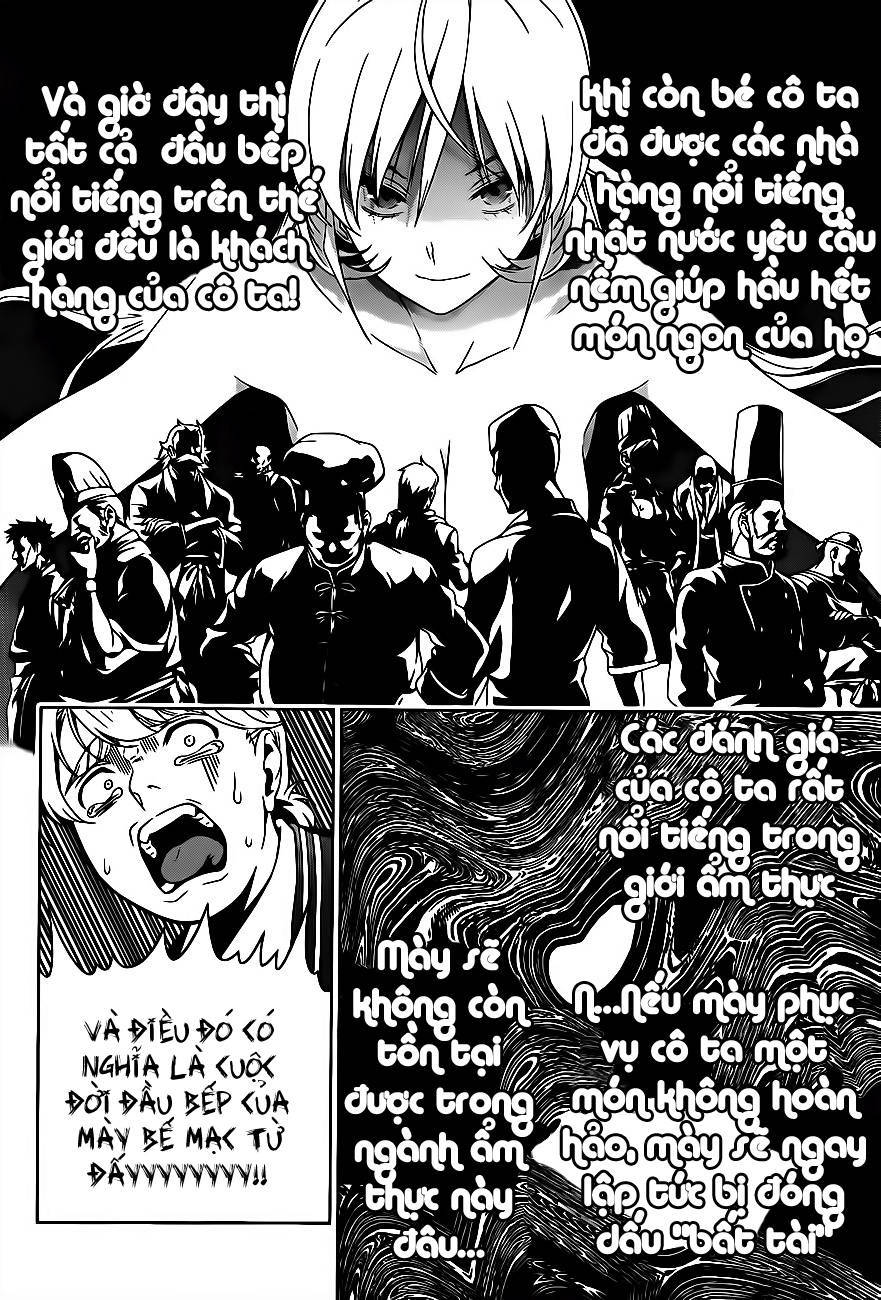 Khi còn bé cô ta
đã được các nhà
hàng nổi tiếng
nhất nước yêu cầu
nếm giúp hầu hết
món ngon của họ
Và giờ đây thì
tất cả đầu bếp
nổi tiếng trên thế
giới đều là khách
hàng của cô ta!
Các đánh giá
của cô ta rất
nổi tiếng trong
giới ẩm thực
N...Nếu mày phục
vụ cô ta một
món không hoàn
hảo, mày sẽ ngay
lập tức bị đóng
dấu "bất tài"
Mày sẽ
không còn
tồn tại
được trong
ngành ẩm
thực này
đâu...
VÀ ĐIỀU ĐÓ CÓ
NGHĨA LÀ CUỘC
ĐỜI ĐẦU BẾP CỦA
MÀY BẾ MẠC TỪ
ĐẤYYYYYYYY!!